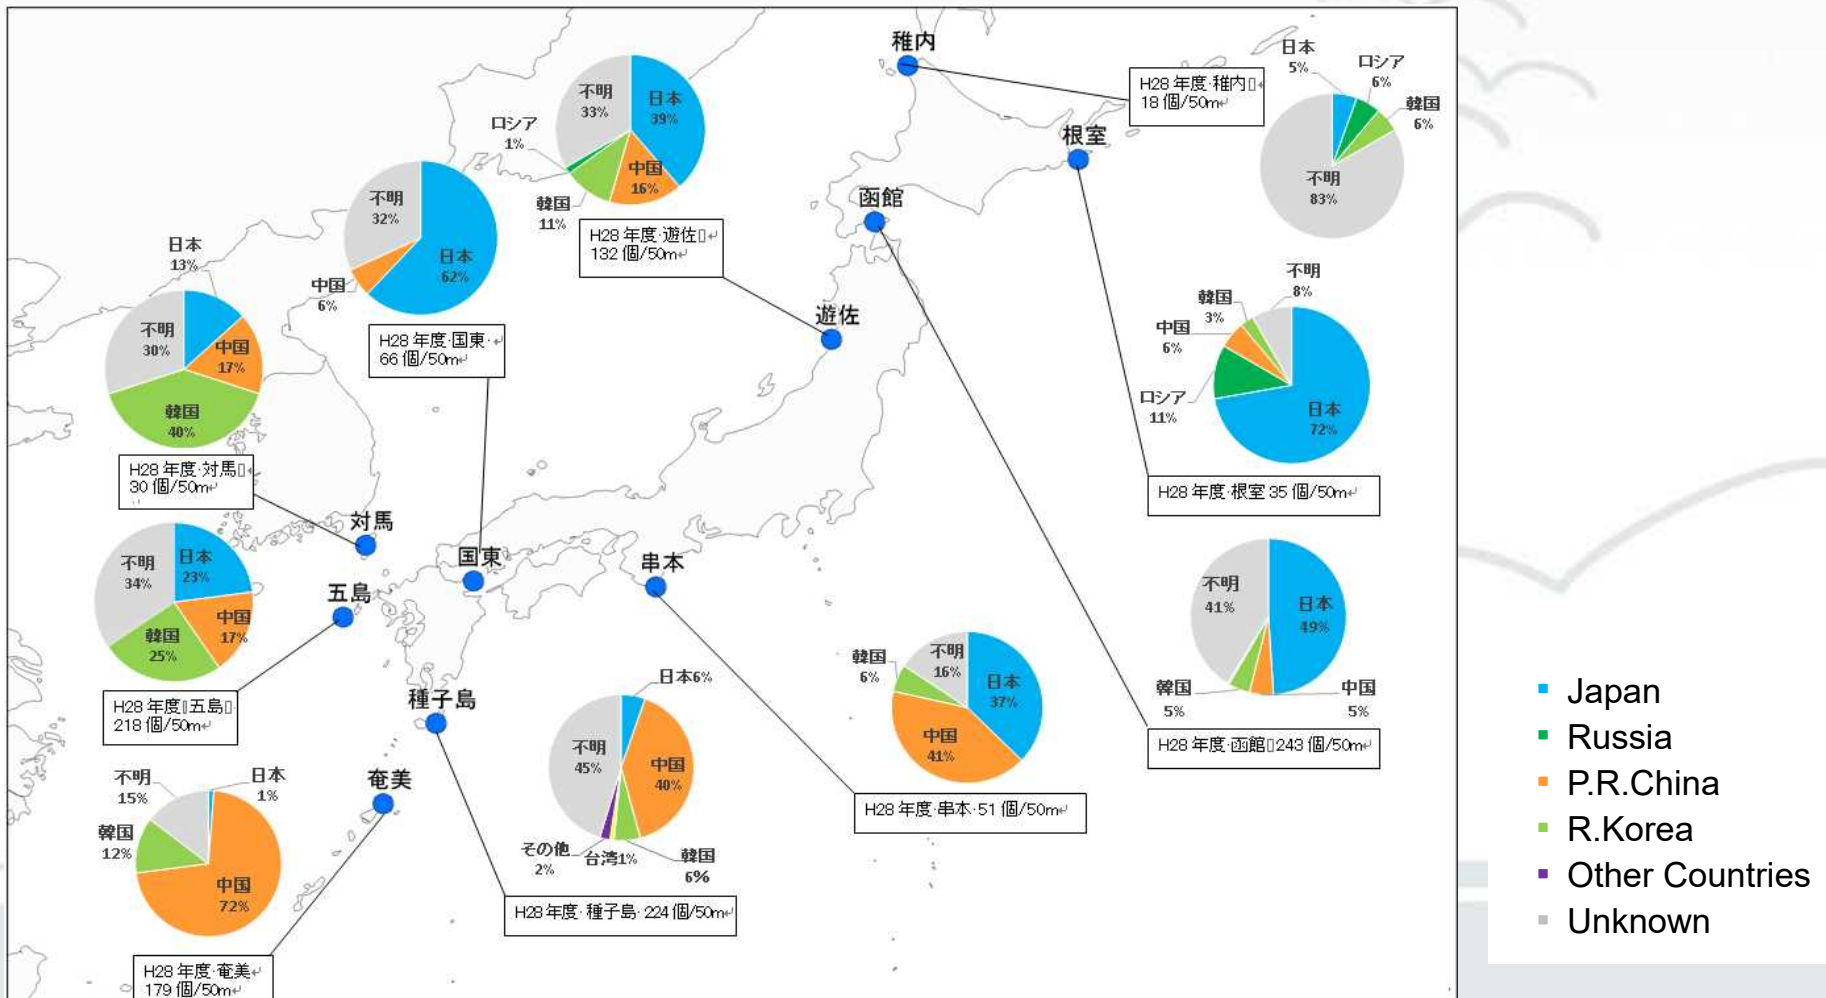 稚内
H28 年度・稚内
18 個/50m
日本
5%
ロシア
6%
韓国
6%
不明
83%
根室
函館
不明
33%
日本
39%
ロシア
1%
中国
16%
韓国
11%
H28 年度・遊佐
132 個/50m
遊佐
不明
32%
日本
62%
中国
6%
H28 年度・国東・
66 個/50m
日本
13%
不明
30%
中国
17%
韓国
40%
H28 年度・対馬
30 個/50m
不明
8%
韓国
3%
中国
6%
ロシア
11%
日本
72%
H28 年度・根室 35 個/50m
対馬
国東
串本
五島
不明
34%
日本
23%
中国
17%
韓国
25%
H28 年度 五島
218 個/50m
種子島
不明
41%
日本
49%
韓国
5%
中国
5%
H28 年度・函館 243 個/50m
韓国
6%
不明
16%
日本
37%
中国
41%
H28 年度・串本・51 個/50m
日本6%
不明
45%
中国
40%
その他
2%
台湾1%
韓国
6%
H28 年度・種子島・224 個/50m
奄美
不明
15%
日本
1%
韓国
12%
中国
72%
H28 年度・奄美
179 個/50m
Japan
Russia
P.R.China
R.Korea
Other Countries
Unknown